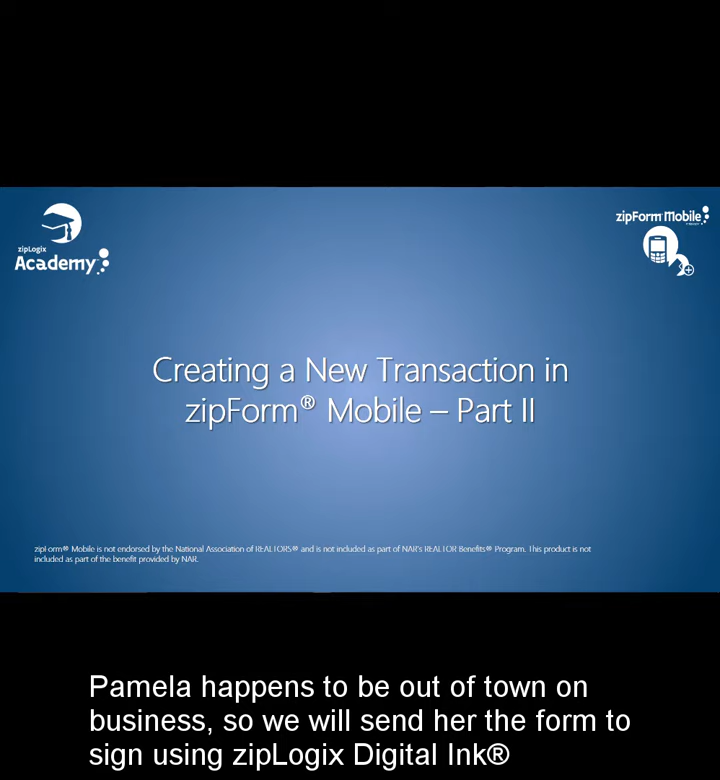 zipLogix
Academy
zipForm Mobile
Creating a New Transaction in
zipForm® Mobile – Part II
zipForm® Mobile is not endorsed by the National Association of REALTORS® and is not included as part of NAR's REALTOR Benefits® Program. This product is not
included as part of the benefit provided by NAR.
Pamela happens to be out of town on
business, so we will send her the form to
sign using zipLogix Digital Ink®